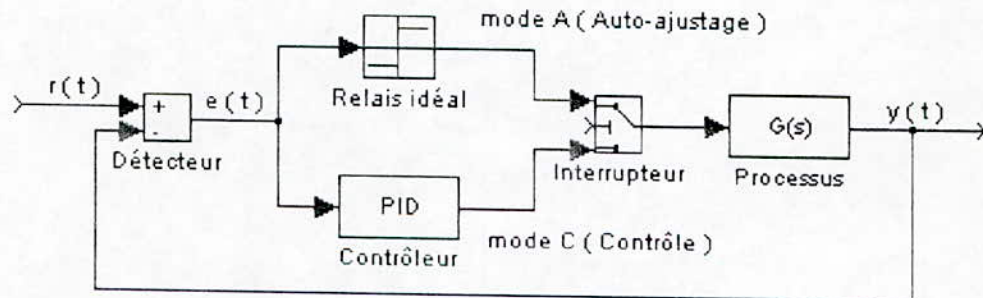 mode A ( Auto-ajustage)
r(t)
+
-
e(t)
Détecteur
Relais idéal
Interrupteur
G(s)
Processus
y(t)
PID
Contrôleur
mode C ( Contrôle )